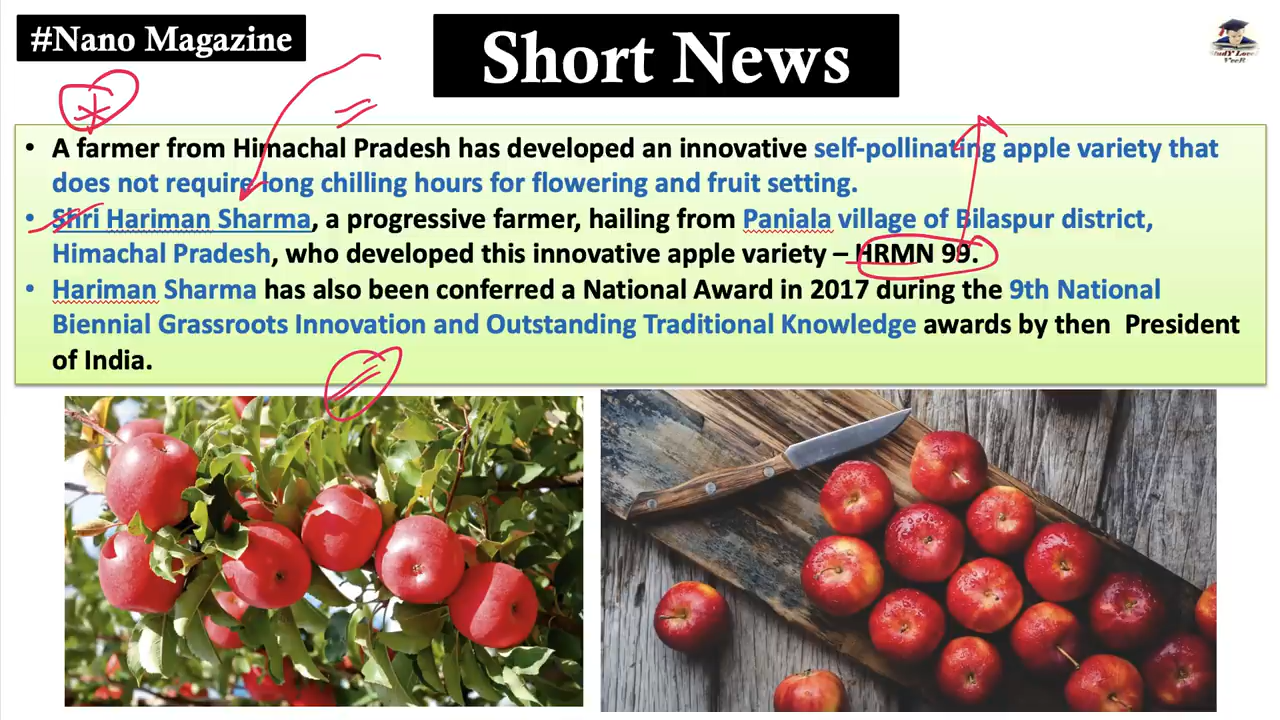 #Nano Magazine
Short News
StudY Lover
VeeR
• A farmer from Himachal Pradesh has developed an innovative self-pollinating apple variety that
does not require long chilling hours for flowering and fruit setting.
• Shri Hariman Sharma, a progressive farmer, hailing from Paniala village of Bilaspur district,
Himachal Pradesh, who developed this innovative apple variety – HRMN 99.
• Hariman Sharma has also been conferred a National Award in 2017 during the 9th National
Biennial Grassroots Innovation and Outstanding Traditional Knowledge awards by then President
of India.